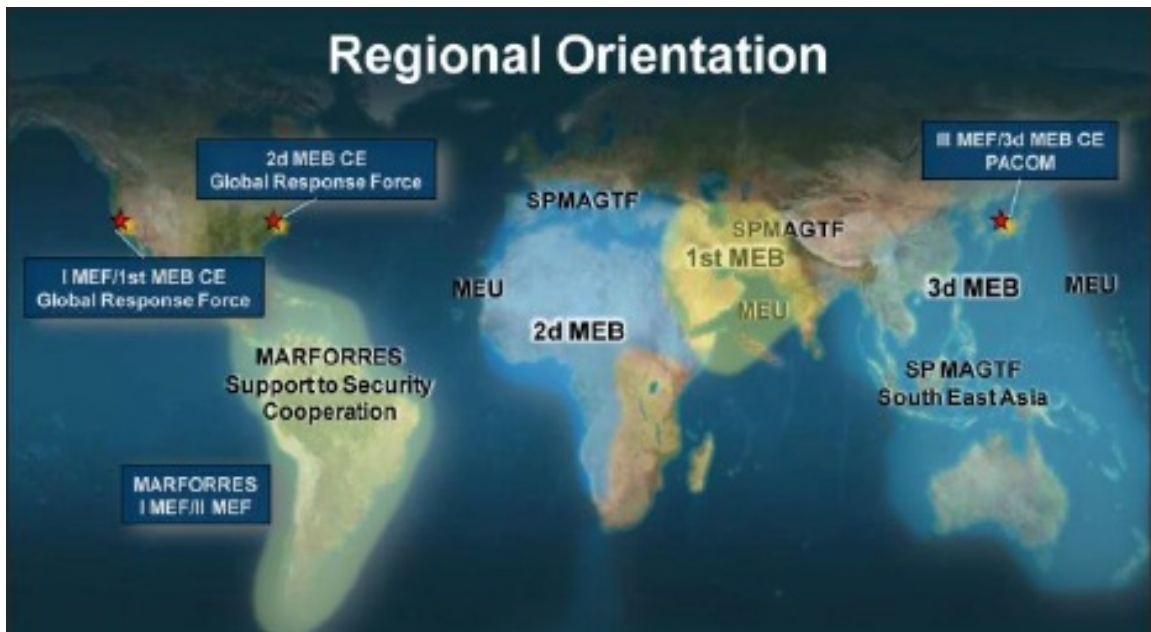 Regional Orientation
2d MEB CE
Global Response Force
III MEF/3d MEB CE
PACOM
SPMAGTF
SPMAGTF
1st MEB
I MEF/1st MEB CE
Global Response Force
MEU
3d MEB
MEU
MEU
2d MEB
MARFORRES
Support to Security
Cooperation
SP MAGTF
South East Asia
MARFORRES
I MEF/II MEF